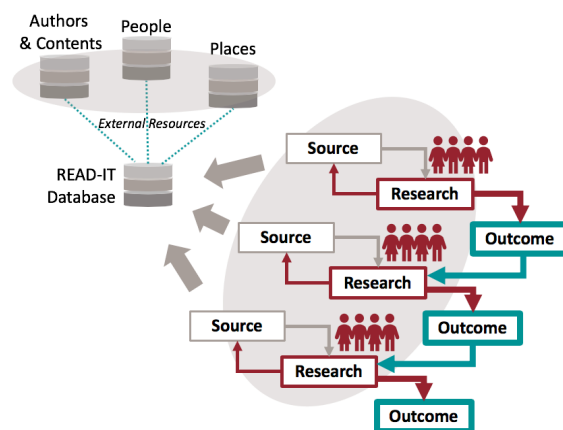 Authors
& Contents
People
Places
External Resources
READ-IT
Database
Source
Research
Outcome
Source
Research
Outcome
Source
Research
Outcome